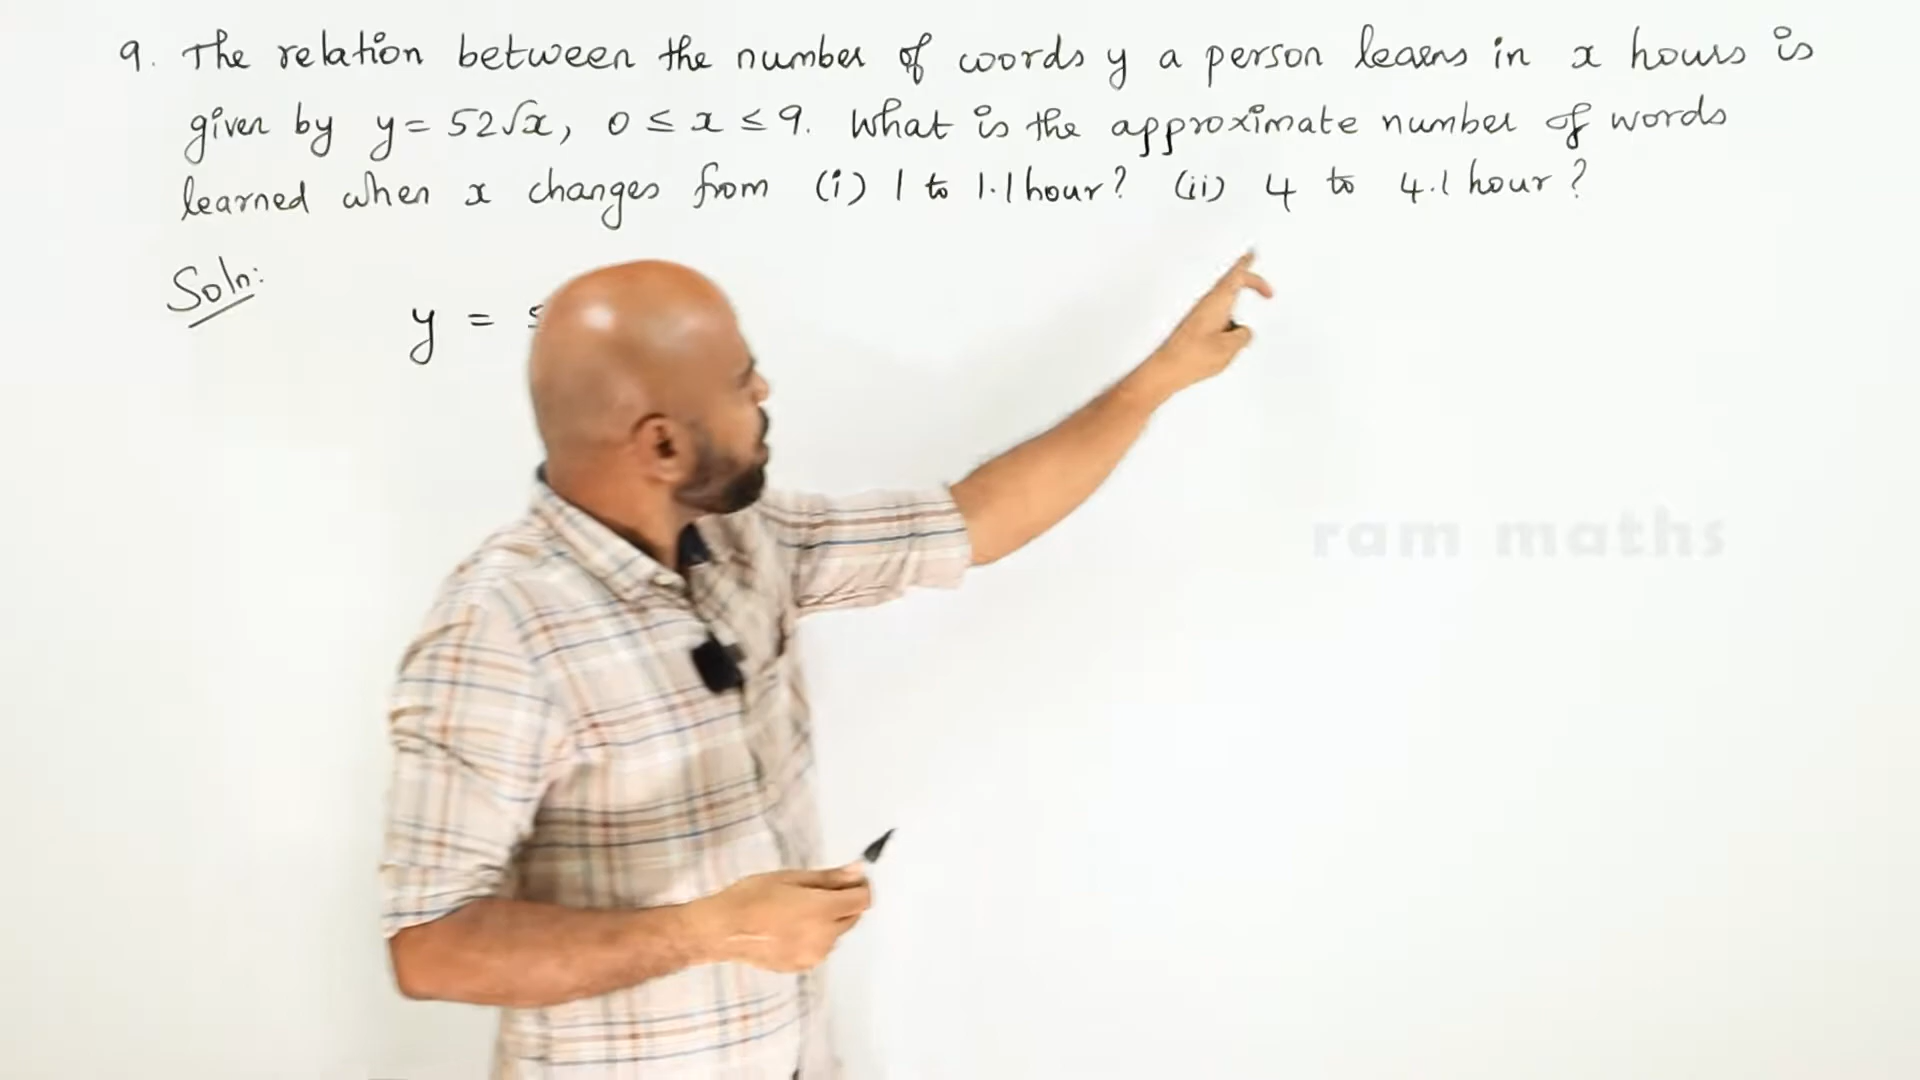 9. The relation between the number of words y a person learns in x hours is
given by y = 52√x, 0 ≤ x ≤ 9. What is the approximate number of words
learned when x changes from (i) 1 to 1.1 hour? (ii) 4 to 4.1 hour?
Soln:
y =
ram maths